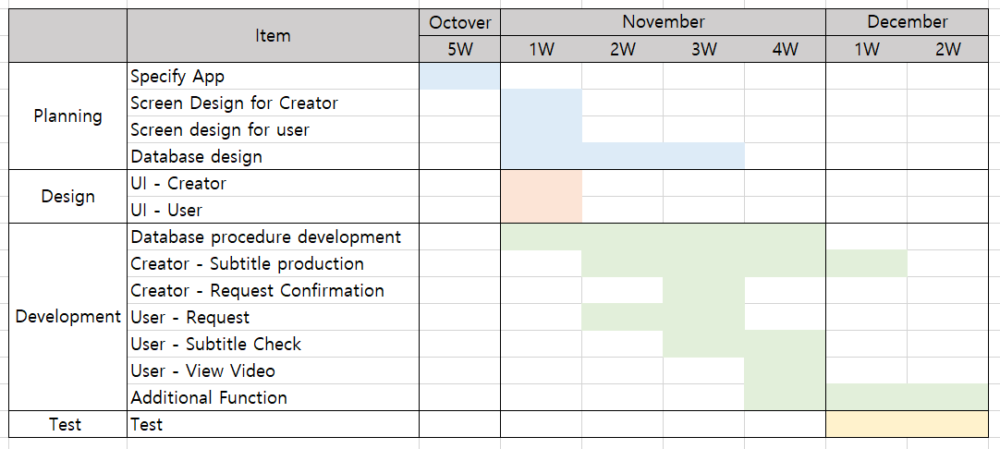 Item Octover November December
5W 1W 2W 3W 4W 1W 2W
Planning Specify App
Screen Design for Creator
Screen design for user
Database design
Design UI - Creator
UI - User
Development Database procedure development
Creator - Subtitle production
Creator - Request Confirmation
User - Request
User - Subtitle Check
User - View Video
Additional Function
Test Test